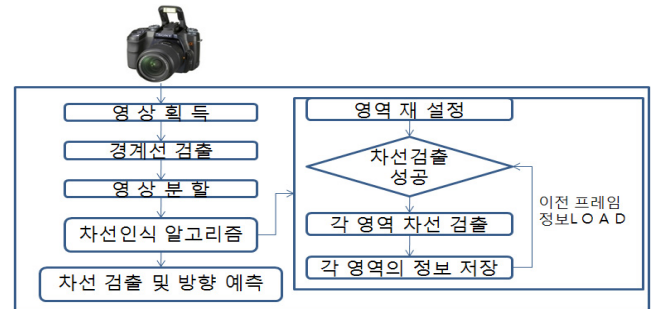 영 상 획 득
경계선 검출
영 상 분 할
차선인식 알고리즘
차선 검출 및 방향 예측
영역 재 설정
차선검출
성공
각 영역 차선 검출
각 영역의 정보 저장
이전 프레임
정보L O A D